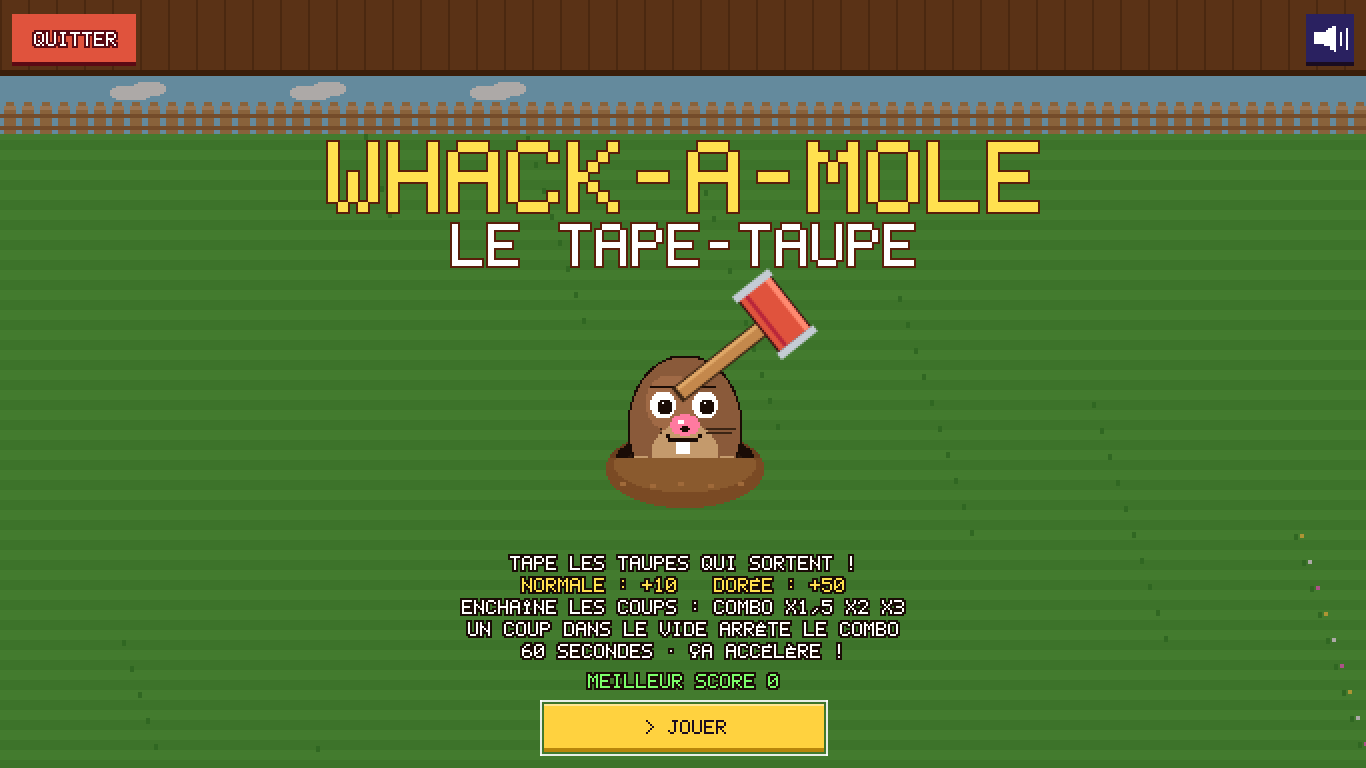 QUITTER
WHACK-A-MOLE
LE TAPE-TAUPE
TAPE LES TAUPES QUI SORTENT !
NORMALE : +10 DORÉE : +50
ENCHAÎNE LES COUPS : COMBO X1,5 X2 X3
UN COUP DANS LE VIDE ARRÊTE LE COMBO
60 SECONDES · ÇA ACCÉLÈRE !
MEILLEUR SCORE 0
> JOUER